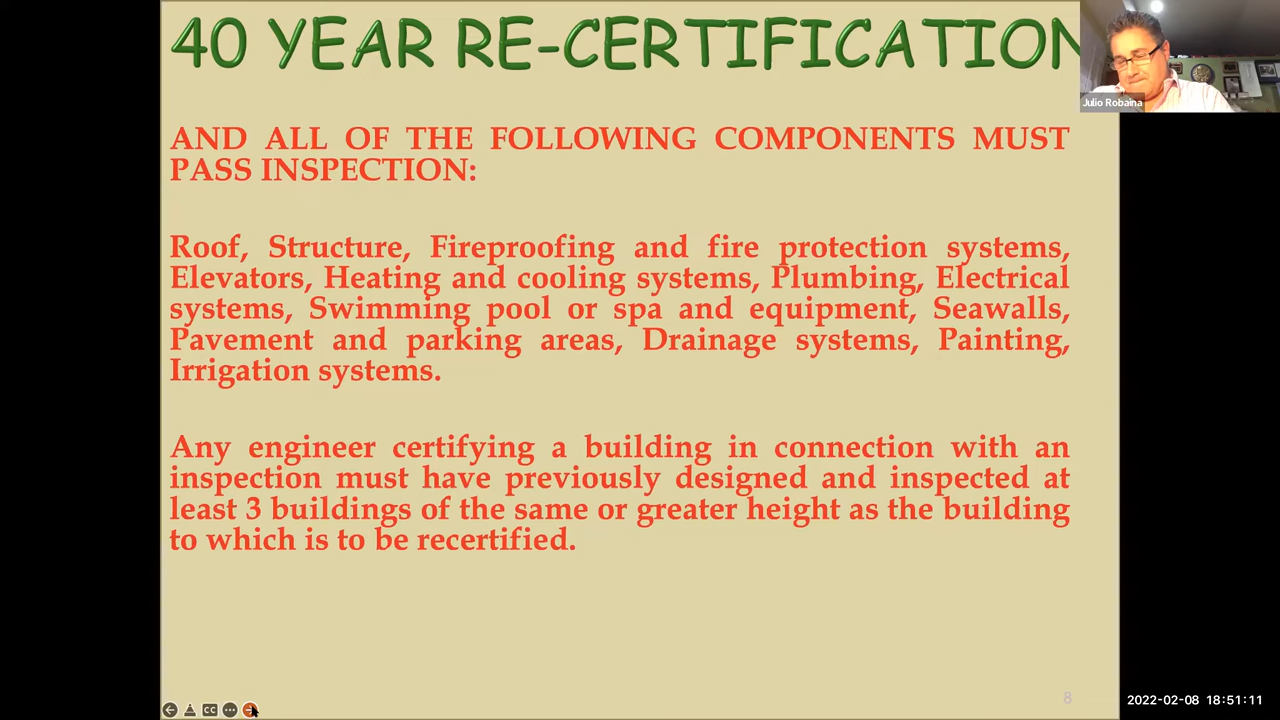 40 YEAR RE-CERTIFICATION
Julio Robaina
AND ALL OF THE FOLLOWING COMPONENTS MUST
PASS INSPECTION:
Roof, Structure, Fireproofing and fire protection systems,
Elevators, Heating and cooling systems, Plumbing, Electrical
systems, Swimming pool or spa and equipment, Seawalls,
Pavement and parking areas, Drainage systems, Painting,
Irrigation systems.
Any engineer certifying a building in connection with an
inspection must have previously designed and inspected at
least 3 buildings of the same or greater height as the building
to which is to be recertified.
CC
8
2022-02-08 18:51:11